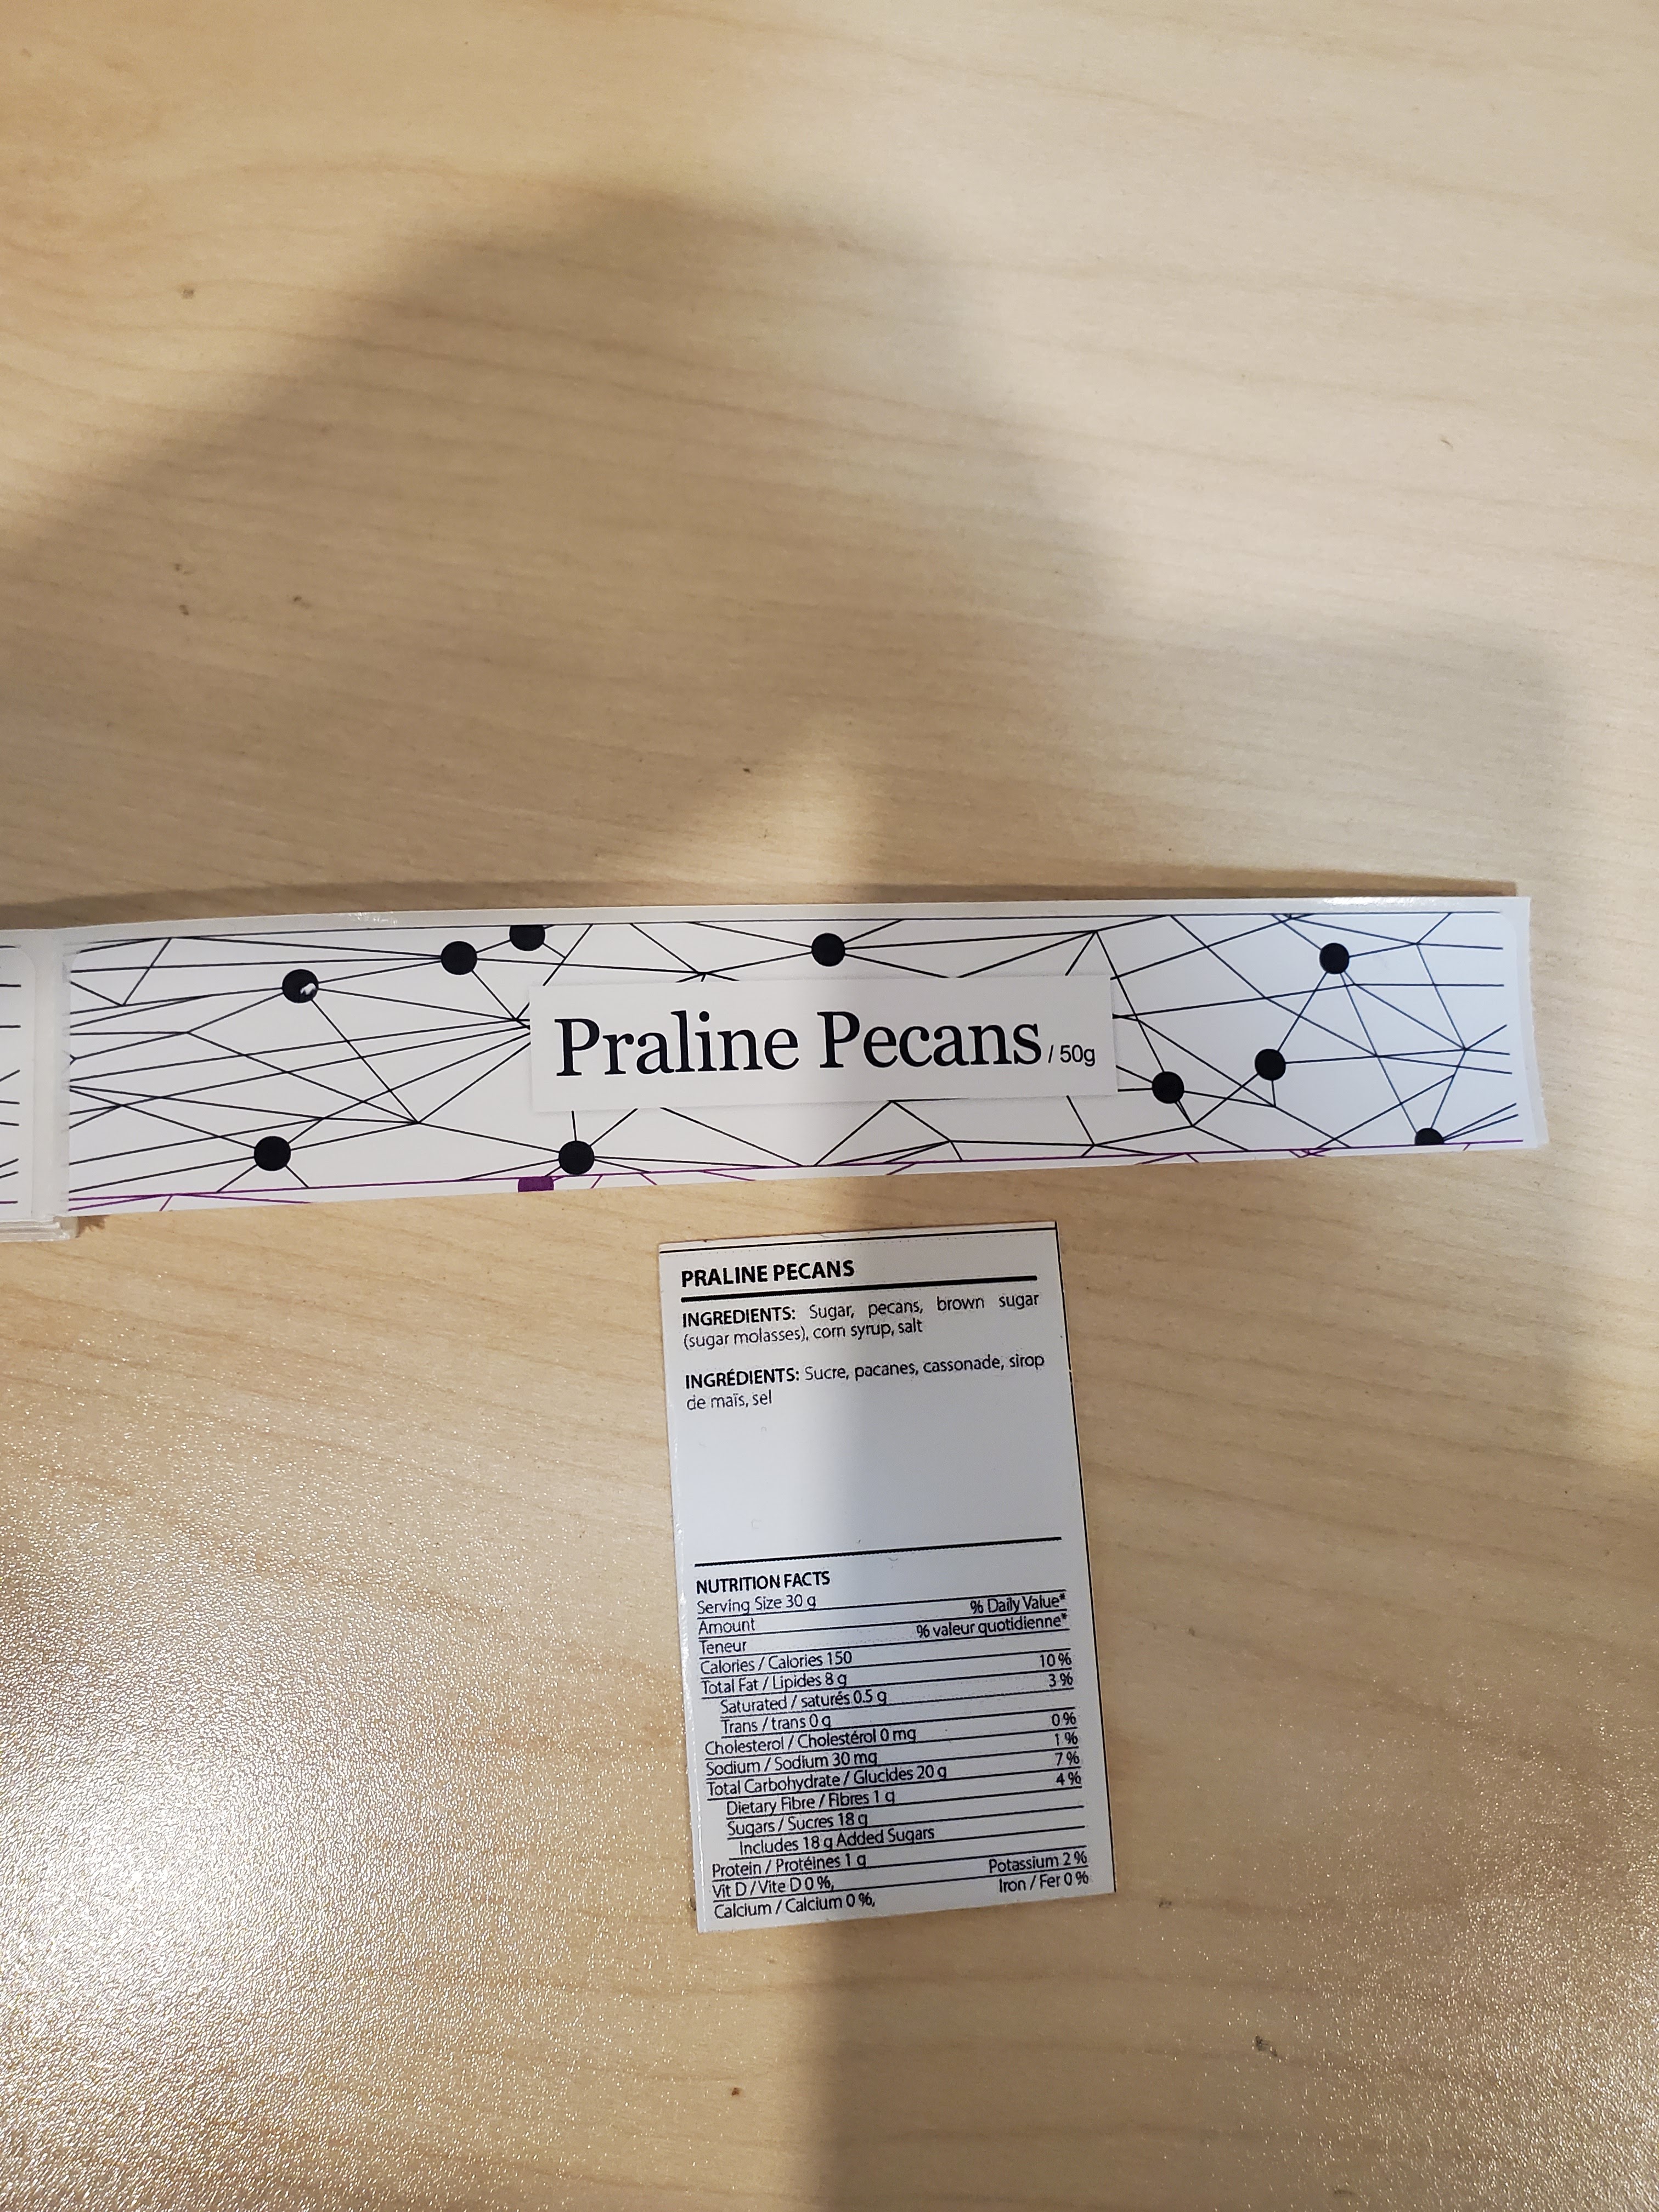 Praline Pecans / 50g
PRALINE PECANS
INGREDIENTS: Sugar, pecans, brown sugar
(sugar molasses), corn syrup, salt
INGRÉDIENTS: Sucre, pacanes, cassonade, sirop
de maïs, sel
NUTRITION FACTS
Serving Size 30 g
Amount % Daily Value*
Teneur % valeur quotidienne*
Calories / Calories 150
Total Fat / Lipides 8 g 10 %
Saturated / saturés 0.5 g 3 %
Trans / trans 0 g
Cholesterol / Cholestérol 0 mg 0 %
Sodium / Sodium 30 mg 1 %
Total Carbohydrate / Glucides 20 g 7 %
Dietary Fibre / Fibres 1 g 4 %
Sugars / Sucres 18 g
Includes 18 g Added Sugars
Protein / Protéines 1 g
Vit D / Vite D 0 %, Potassium 2 %
Calcium / Calcium 0 %, Iron / Fer 0 %